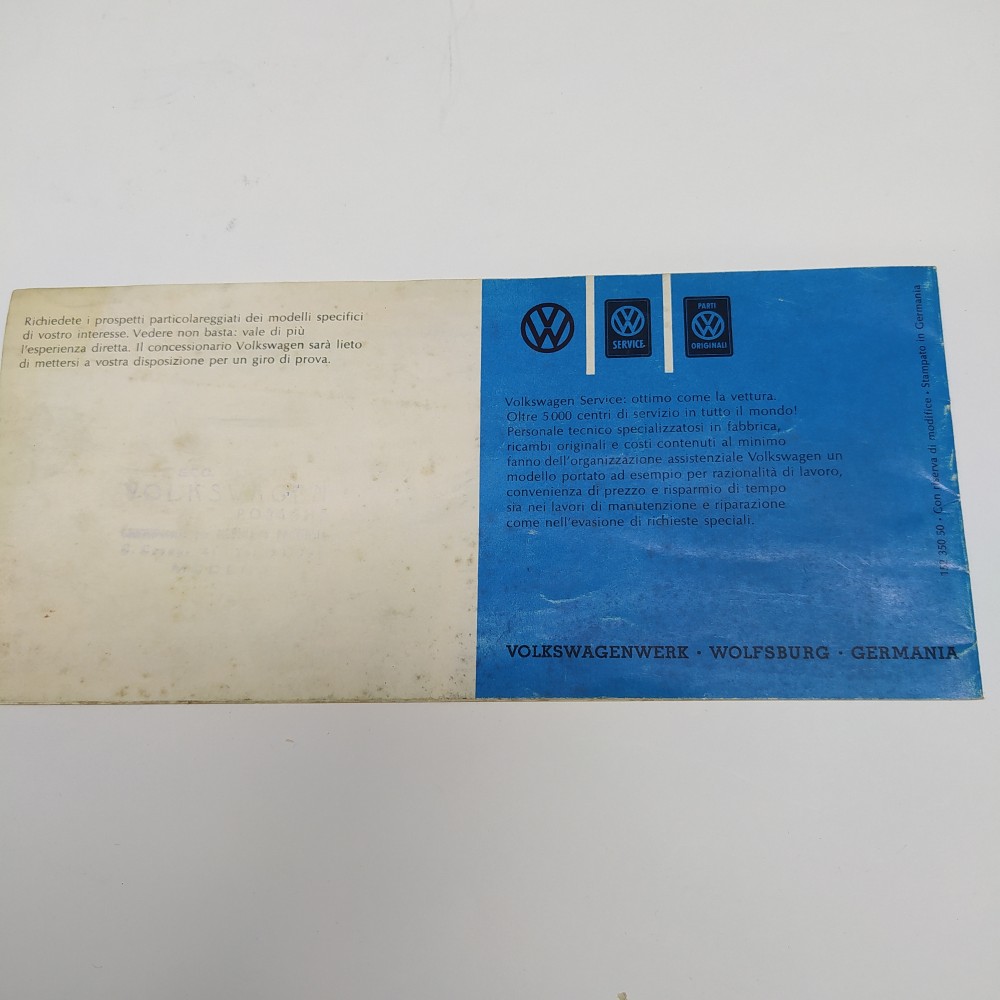 Richiedete i prospetti particolareggiati dei modelli specifici
di vostro interesse. Vedere non basta: vale di più
l'esperienza diretta. Il concessionario Volkswagen sarà lieto
di mettersi a vostra disposizione per un giro di prova.
SERVICE
PARTI
ORIGINALI
Volkswagen Service: ottimo come la vettura.
Oltre 5000 centri di servizio in tutto il mondo!
Personale tecnico specializzatosi in fabbrica,
ricambi originali e costi contenuti al minimo
fanno dell'organizzazione assistenziale Volkswagen un
modello portato ad esempio per razionalità di lavoro,
convenienza di prezzo e risparmio di tempo
sia nei lavori di manutenzione e riparazione
come nell'evasione di richieste speciali.
VOLKSWAGENWERK · WOLFSBURG · GERMANIA
350 50 · Con riserva di modifice · Stampato in Germania